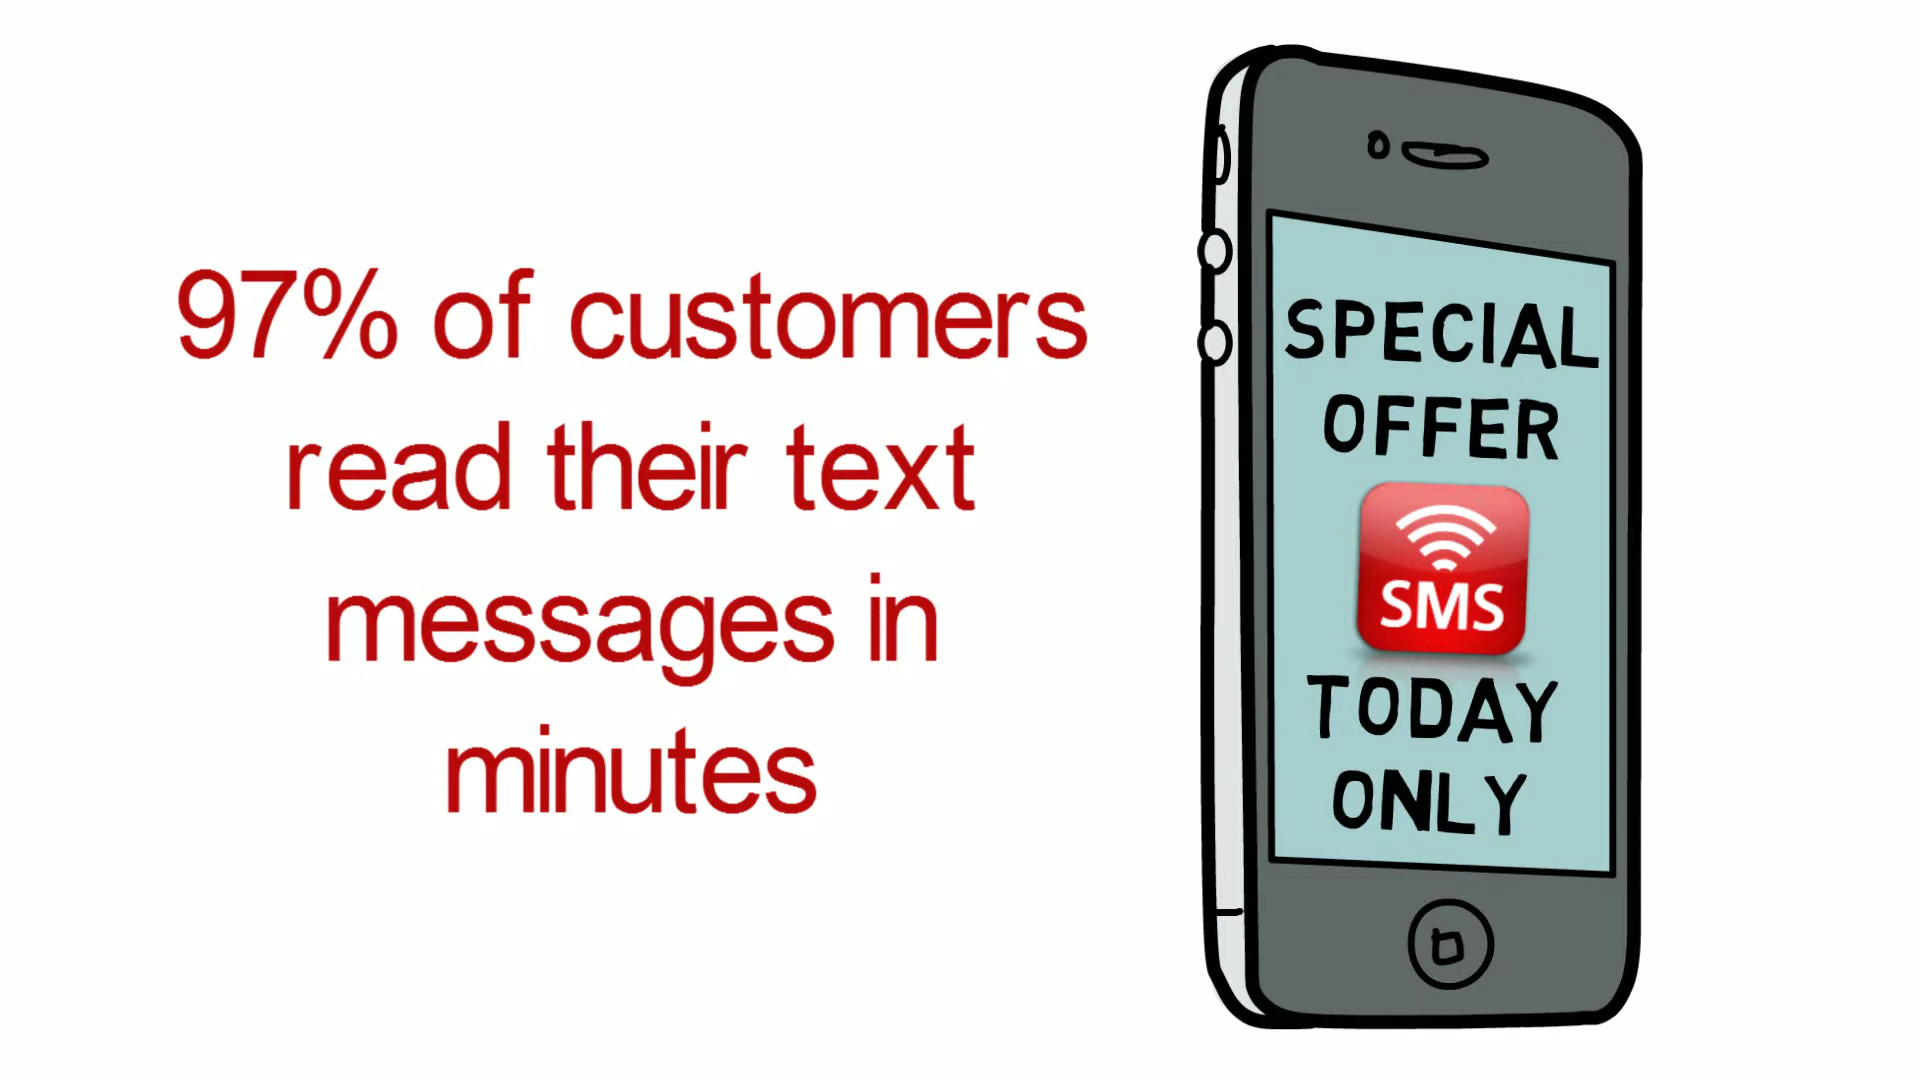 97% of customers
read their text
messages in
minutes
SPECIAL
OFFER
SMS
TODAY
ONLY